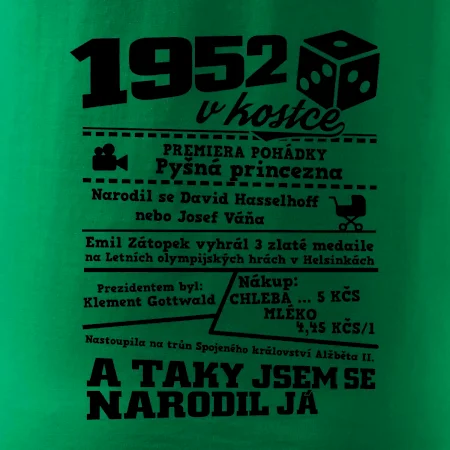 1952
v kostce
PREMIERA POHÁDKY
Pyšná princezna
Narodil se David Hasselhoff
nebo Josef Váňa
Emil Zátopek vyhrál 3 zlaté medaile
na Letních olympijských hrách v Helsinkách
Prezidentem byl:
Klement Gottwald
Nákup:
CHLEBA ... 5 KČS
MLÉKO
4,45 KČS/l
Nastoupila na trůn Spojeného království Alžběta II.
A TAKY JSEM SE
NARODIL JÁ